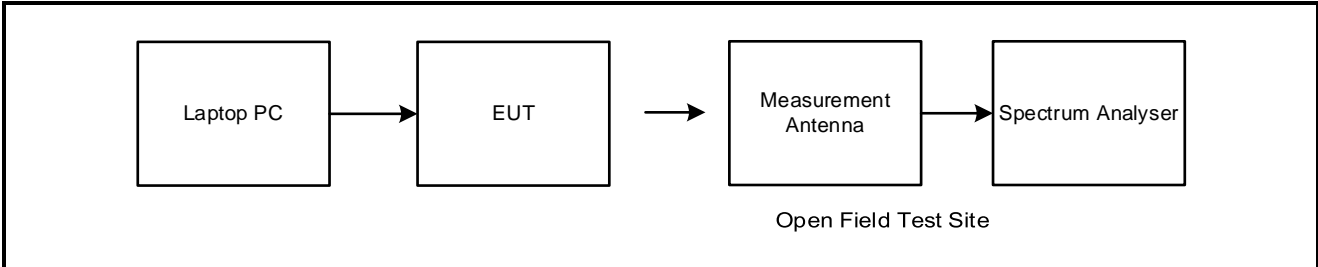 Laptop PC
EUT
Measurement
Antenna
Spectrum Analyser
Open Field Test Site